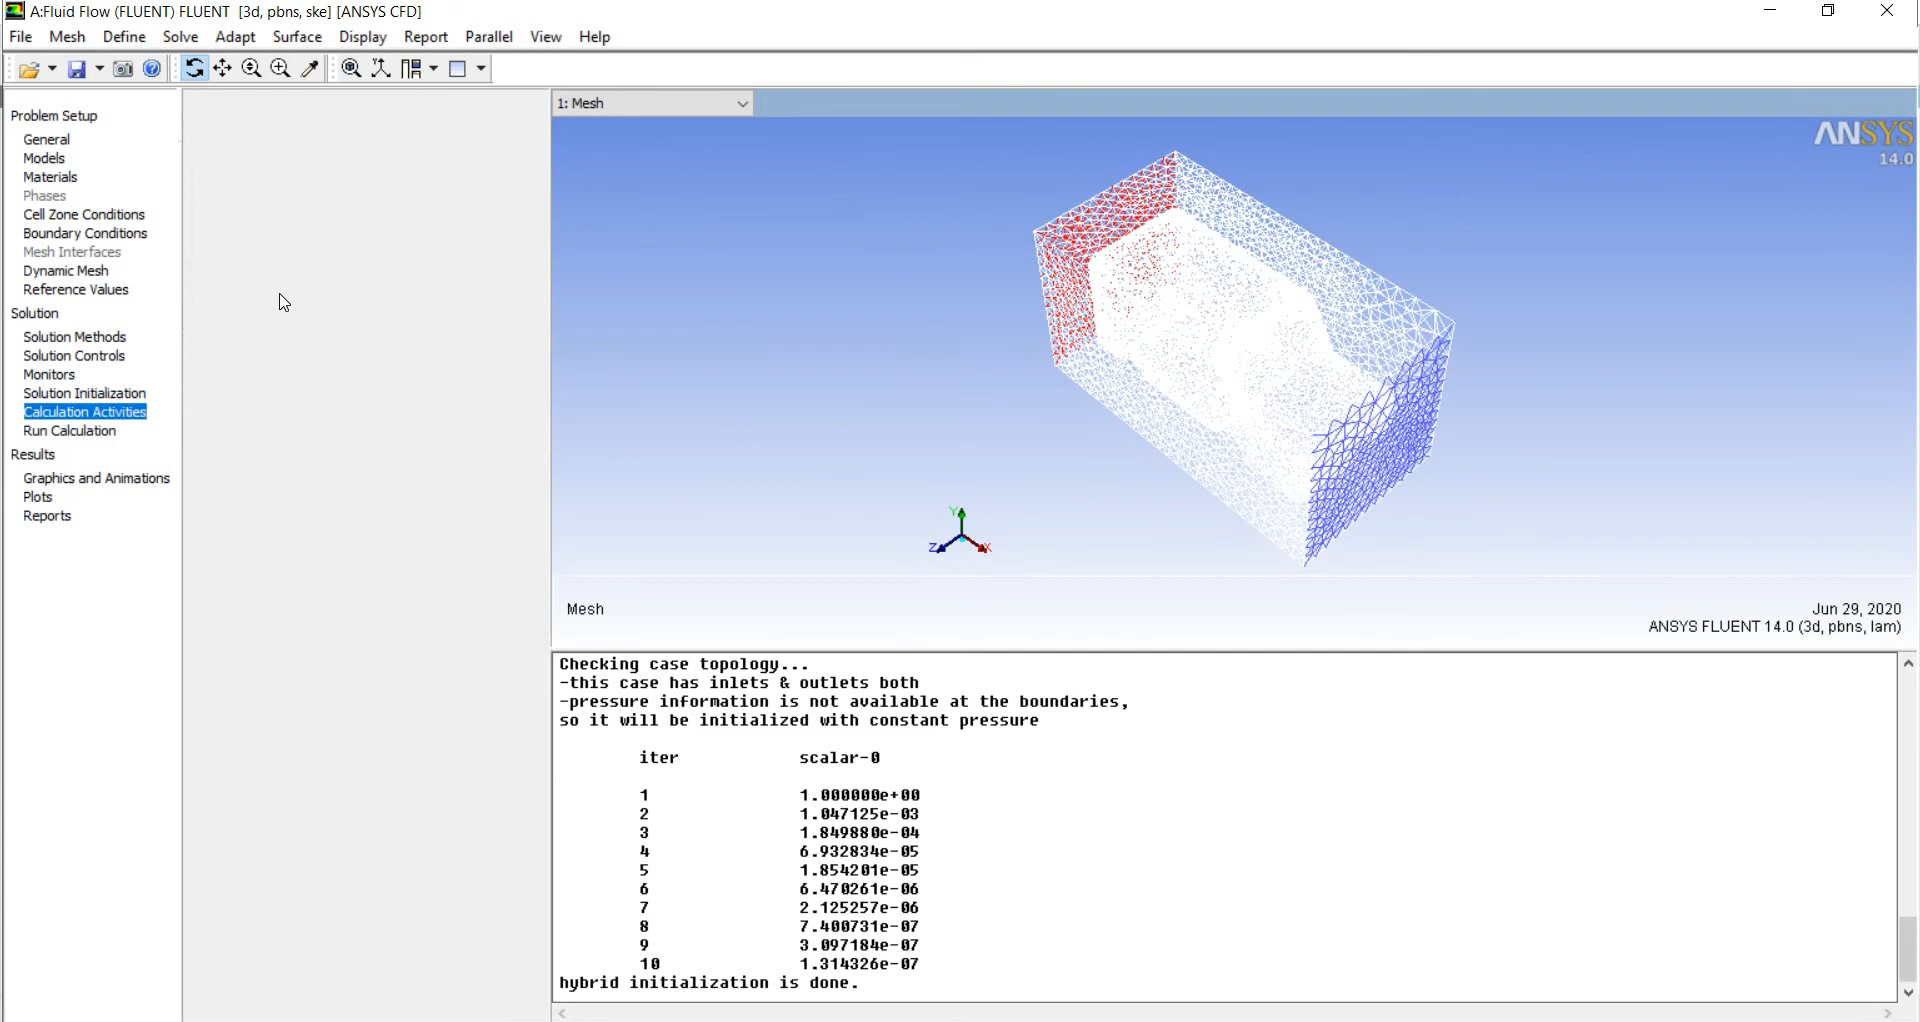 A:Fluid Flow (FLUENT) FLUENT [3d, pbns, ske] [ANSYS CFD]
File Mesh Define Solve Adapt Surface Display Report Parallel View Help
Problem Setup
General
Models
Materials
Phases
Cell Zone Conditions
Boundary Conditions
Mesh Interfaces
Dynamic Mesh
Reference Values
Solution
Solution Methods
Solution Controls
Monitors
Solution Initialization
Calculation Activities
Run Calculation
Results
Graphics and Animations
Plots
Reports
1: Mesh
ANSYS
14.0
Y
Z X
Mesh
Jun 29, 2020
ANSYS FLUENT 14.0 (3d, pbns, lam)
Checking case topology...
-this case has inlets & outlets both
-pressure information is not available at the boundaries,
so it will be initialized with constant pressure
iter scalar-0
1 1.000000e+00
2 1.047125e-03
3 1.849880e-04
4 6.932834e-05
5 1.854201e-05
6 6.470261e-06
7 2.125257e-06
8 7.400731e-07
9 3.097184e-07
10 1.314326e-07
hybrid initialization is done.